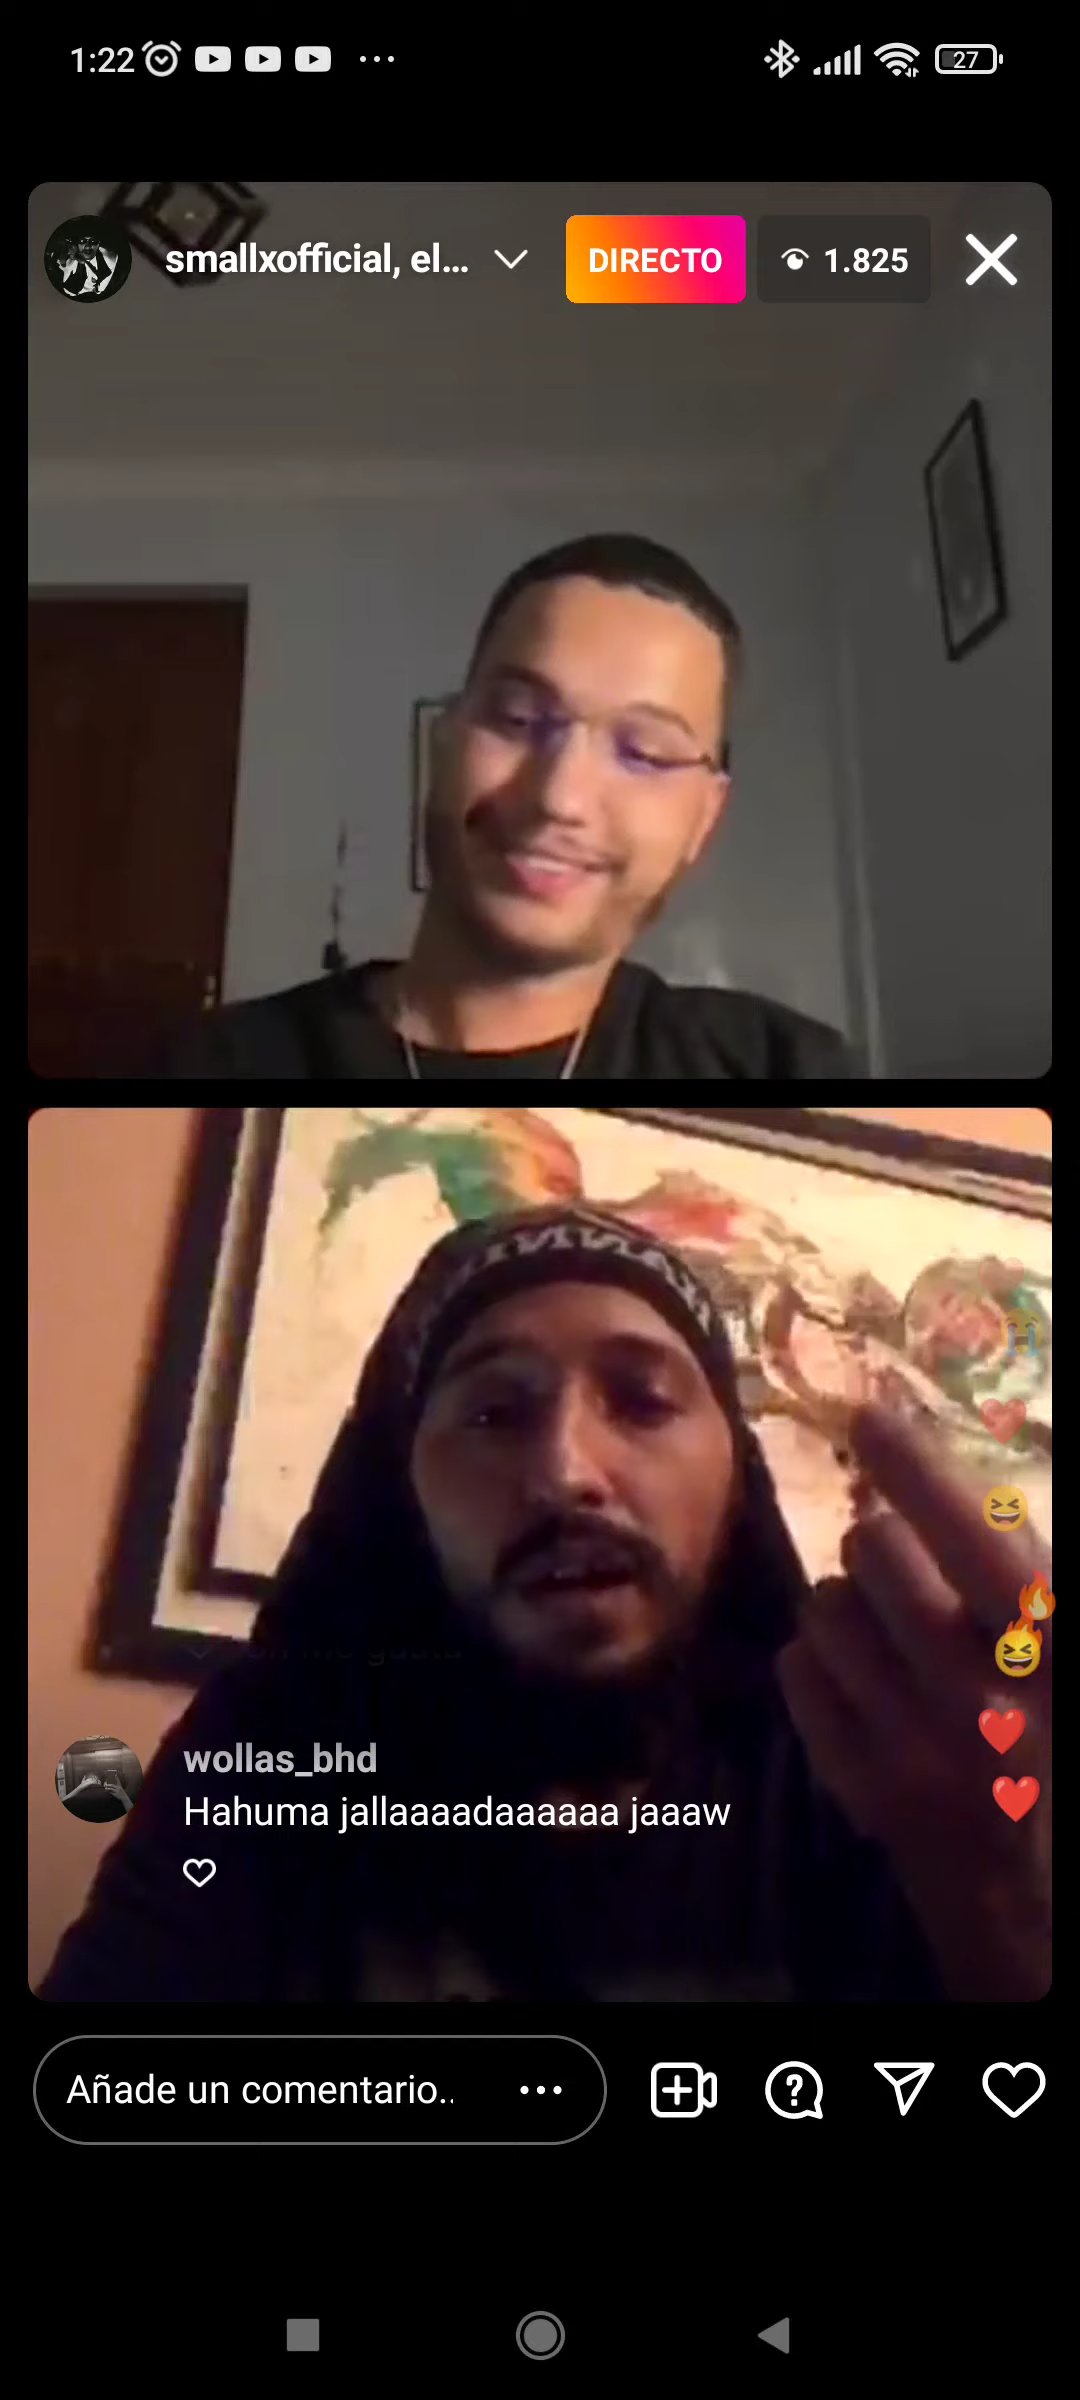 1:22
27
smallxofficial, el...
DIRECTO
1.825
wollas_bhd
Hahuma jallaaaadaaaaaa jaaaw
Añade un comentario..